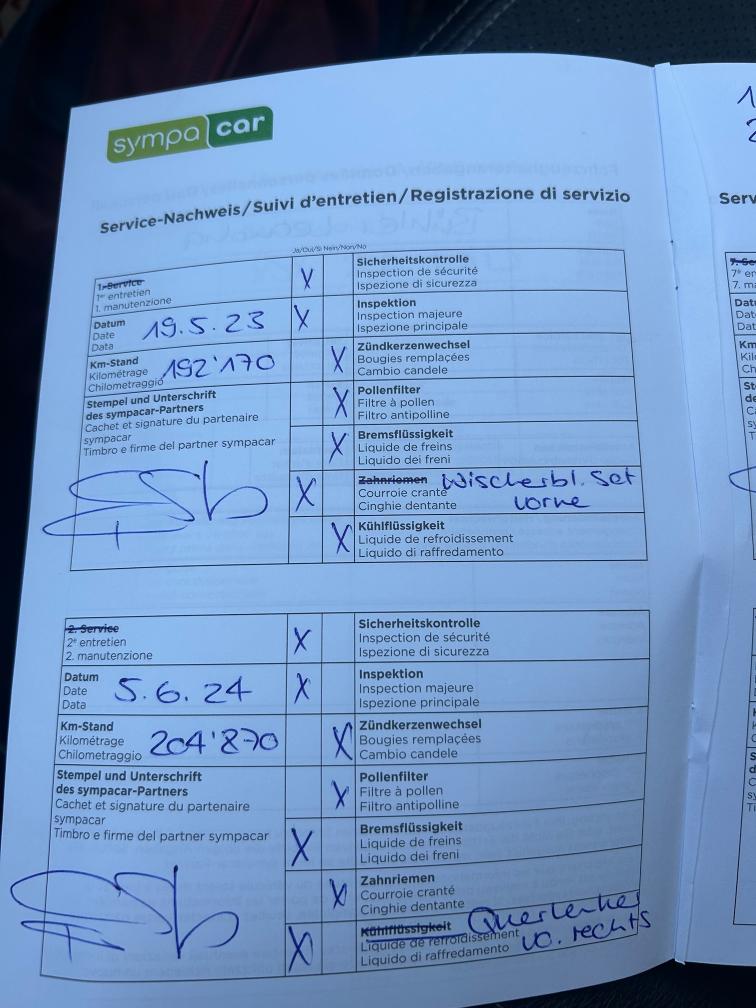 sympa car
Service-Nachweis/Suivi d'entretien/Registrazione di servizio
Ja/Oui/Si Nein/Non/No
1. Service
1er entretien
1. manutenzione
X
Sicherheitskontrolle
Inspection de sécurité
Ispezione di sicurezza
Datum
Date
Data
19.5.23
X
Inspektion
Inspection majeure
Ispezione principale
Km-Stand
Kilométrage
Chilometraggio
192'170
X
Zündkerzenwechsel
Bougies remplaçées
Cambio candele
Stempel und Unterschrift
des sympacar-Partners
Cachet et signature du partenaire
sympacar
Timbro e firme del partner sympacar
X
Pollenfilter
Filtre à pollen
Filtro antipolline
X
Bremsflüssigkeit
Liquide de freins
Liquido dei freni
X
Zahnriemen Wischerbl. Set
Courroie cranté vorne
Cinghie dentante
X
Kühlflüssigkeit
Liquide de refroidissement
Liquido di raffredamento
2. Service
2e entretien
2. manutenzione
X
Sicherheitskontrolle
Inspection de sécurité
Ispezione di sicurezza
Datum
Date
Data
5.6.24
X
Inspektion
Inspection majeure
Ispezione principale
Km-Stand
Kilométrage
Chilometraggio
204'870
X
Zündkerzenwechsel
Bougies remplaçées
Cambio candele
Stempel und Unterschrift
des sympacar-Partners
Cachet et signature du partenaire
sympacar
Timbro e firme del partner sympacar
X
Pollenfilter
Filtre à pollen
Filtro antipolline
X
Bremsflüssigkeit
Liquide de freins
Liquido dei freni
X
Zahnriemen
Courroie cranté
Cinghie dentante
X
Kühlflüssigkeit Querlenker
Liquide de refroidissement vo. rechts
Liquido di raffredamento